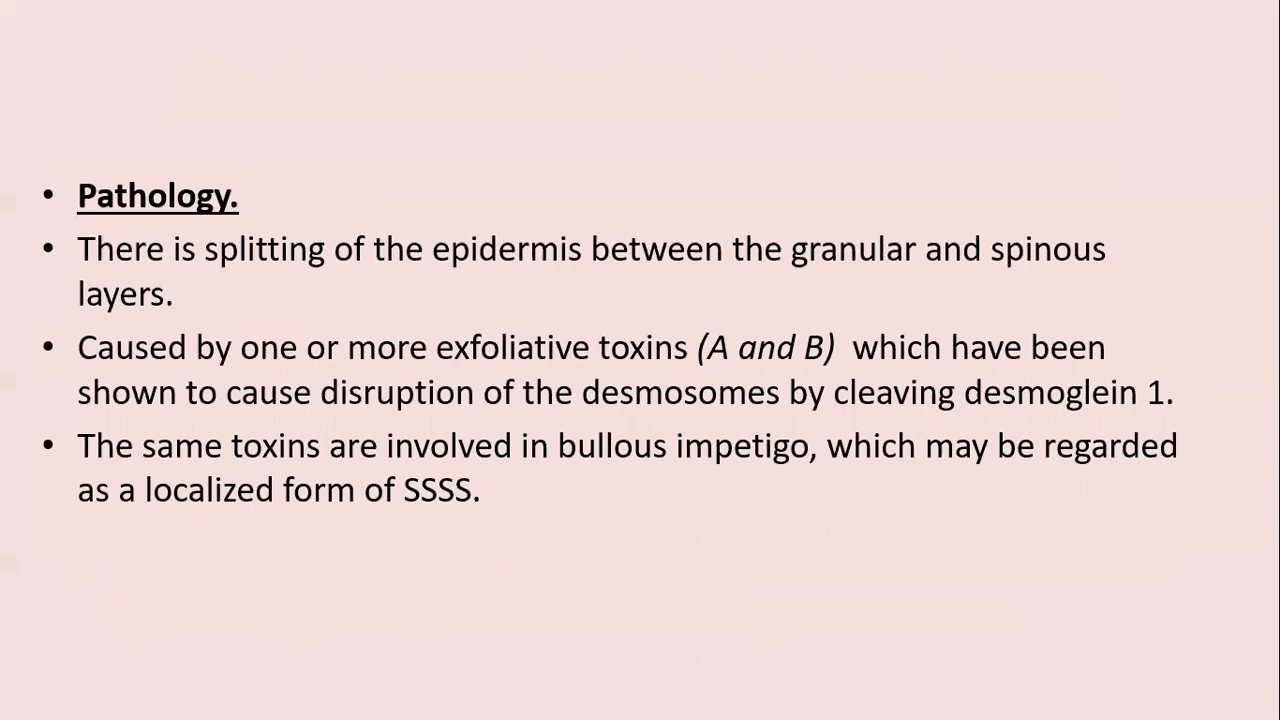 • Pathology.
• There is splitting of the epidermis between the granular and spinous
layers.
• Caused by one or more exfoliative toxins (A and B) which have been
shown to cause disruption of the desmosomes by cleaving desmoglein 1.
• The same toxins are involved in bullous impetigo, which may be regarded
as a localized form of SSSS.